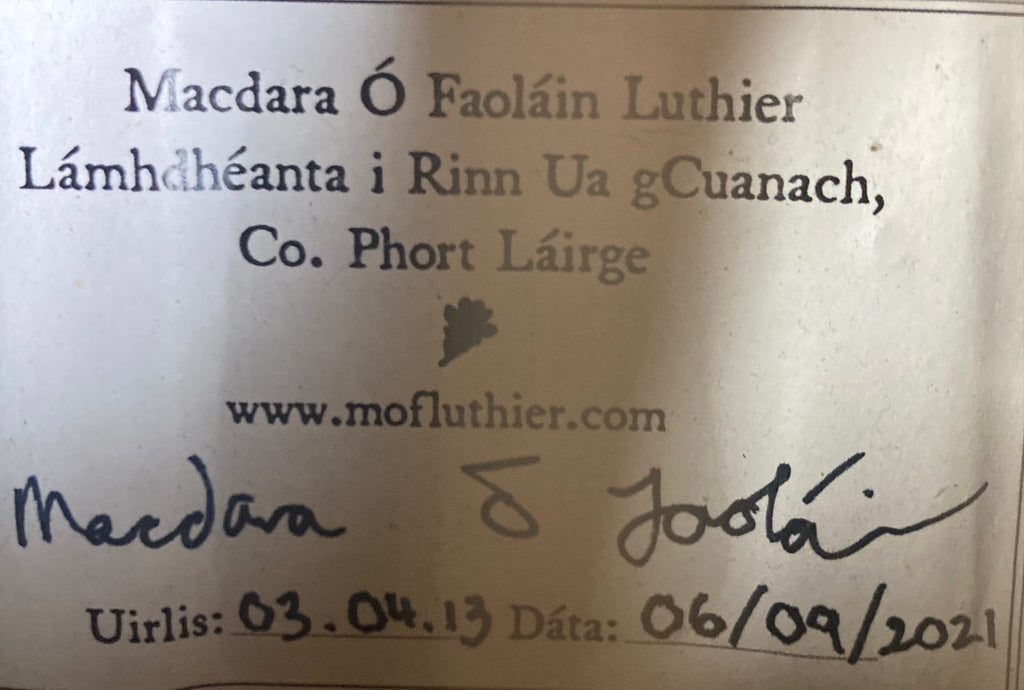 Macdara Ó Faoláin Luthier
Lámhdhéanta i Rinn Ua gCuanach,
Co. Phort Láirge
www.mofluthier.com
Macdara Ó Faoláin
Uirlis: 03.04.13 Dáta: 06/09/2021